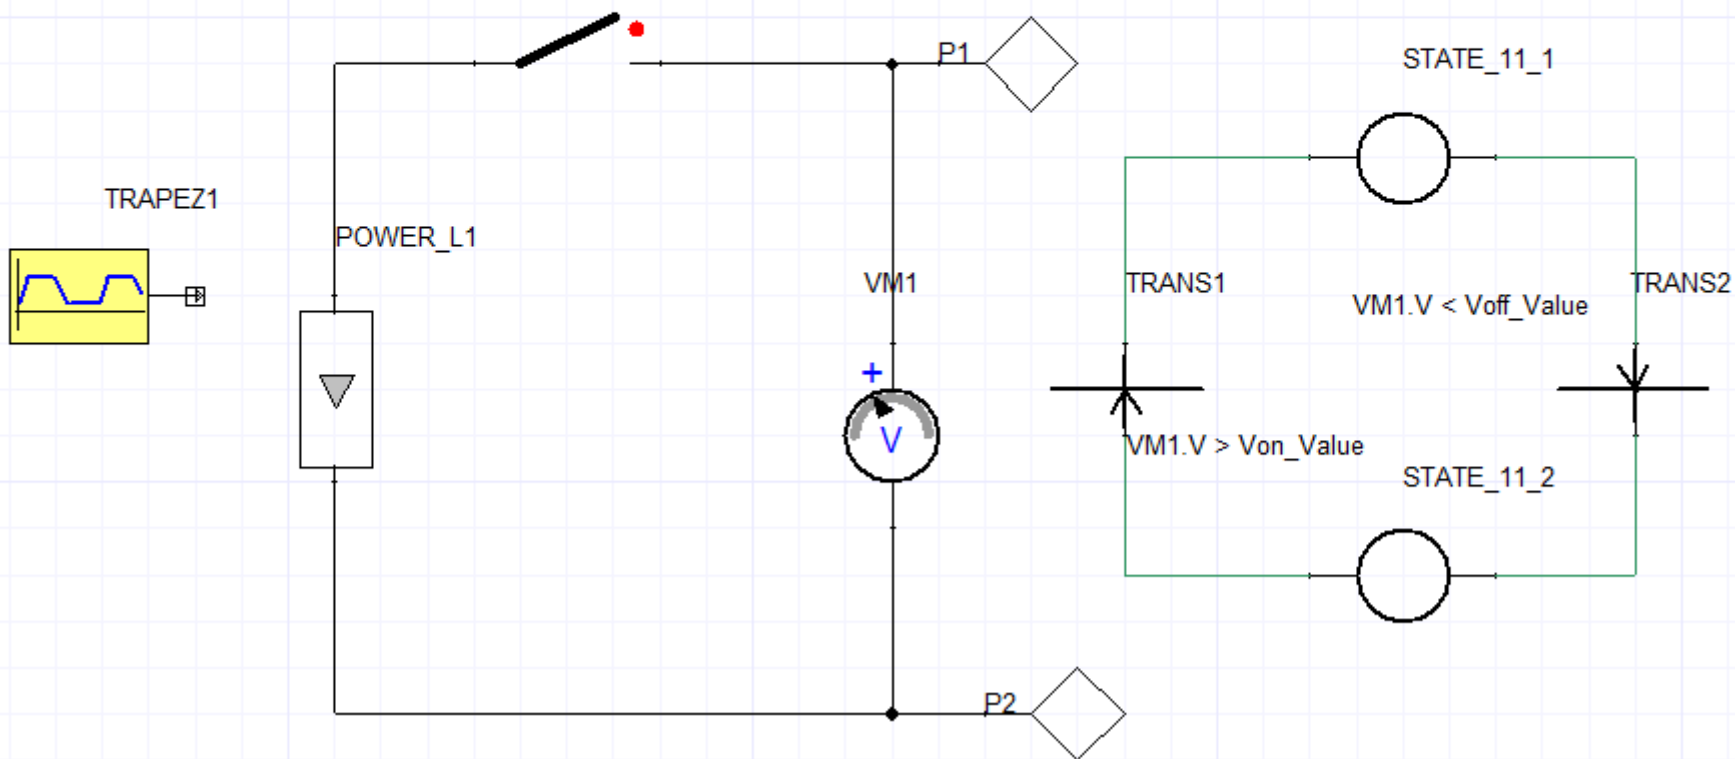 P1
STATE_11_1
TRAPEZ1
POWER_L1
VM1
TRANS1
TRANS2
VM1.V < Voff_Value
+
V
VM1.V > Von_Value
STATE_11_2
P2